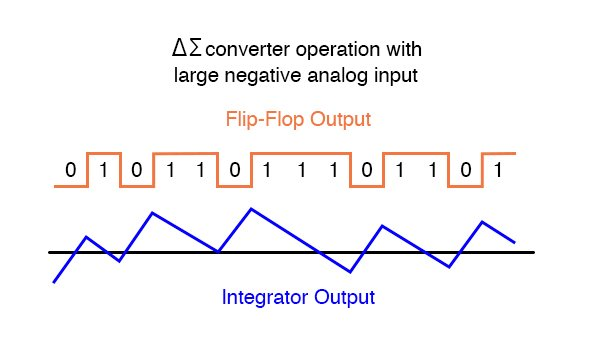 ΔΣ converter operation with
large negative analog input
Flip-Flop Output
0 1 0 1 1 0 1 1 1 0 1 1 0 1
Integrator Output